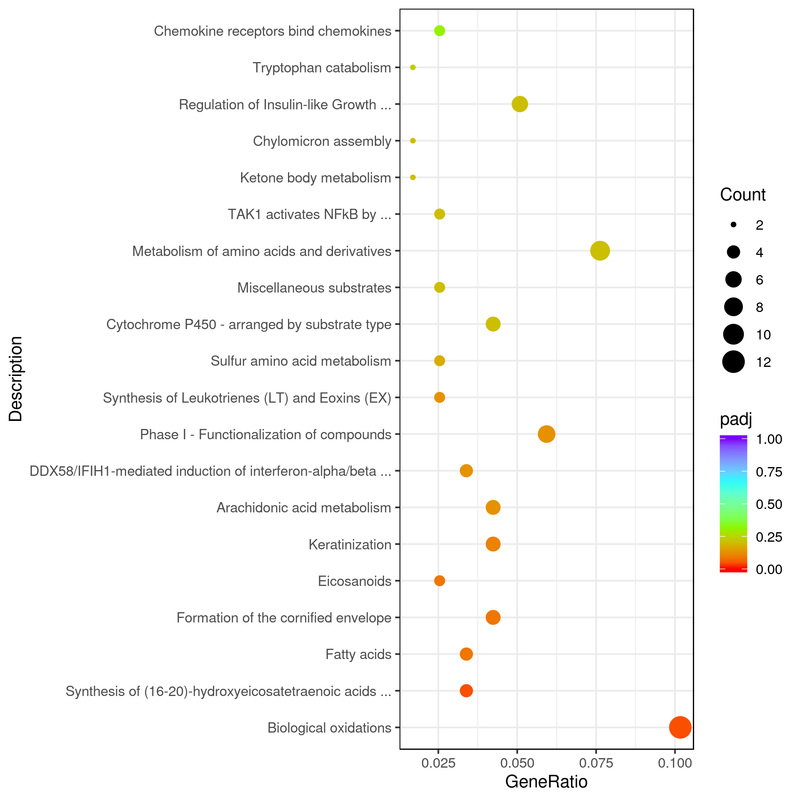 Chemokine receptors bind chemokines
Tryptophan catabolism
Regulation of Insulin-like Growth ...
Chylomicron assembly
Ketone body metabolism
TAK1 activates NFkB by ...
Metabolism of amino acids and derivatives
Miscellaneous substrates
Cytochrome P450 - arranged by substrate type
Sulfur amino acid metabolism
Synthesis of Leukotrienes (LT) and Eoxins (EX)
Phase I - Functionalization of compounds
DDX58/IFIH1-mediated induction of interferon-alpha/beta ...
Arachidonic acid metabolism
Keratinization
Eicosanoids
Formation of the cornified envelope
Fatty acids
Synthesis of (16-20)-hydroxyeicosatetraenoic acids ...
Biological oxidations
Description
0.025 0.050 0.075 0.100
GeneRatio
Count
2
4
6
8
10
12
padj
1.00
0.75
0.50
0.25
0.00